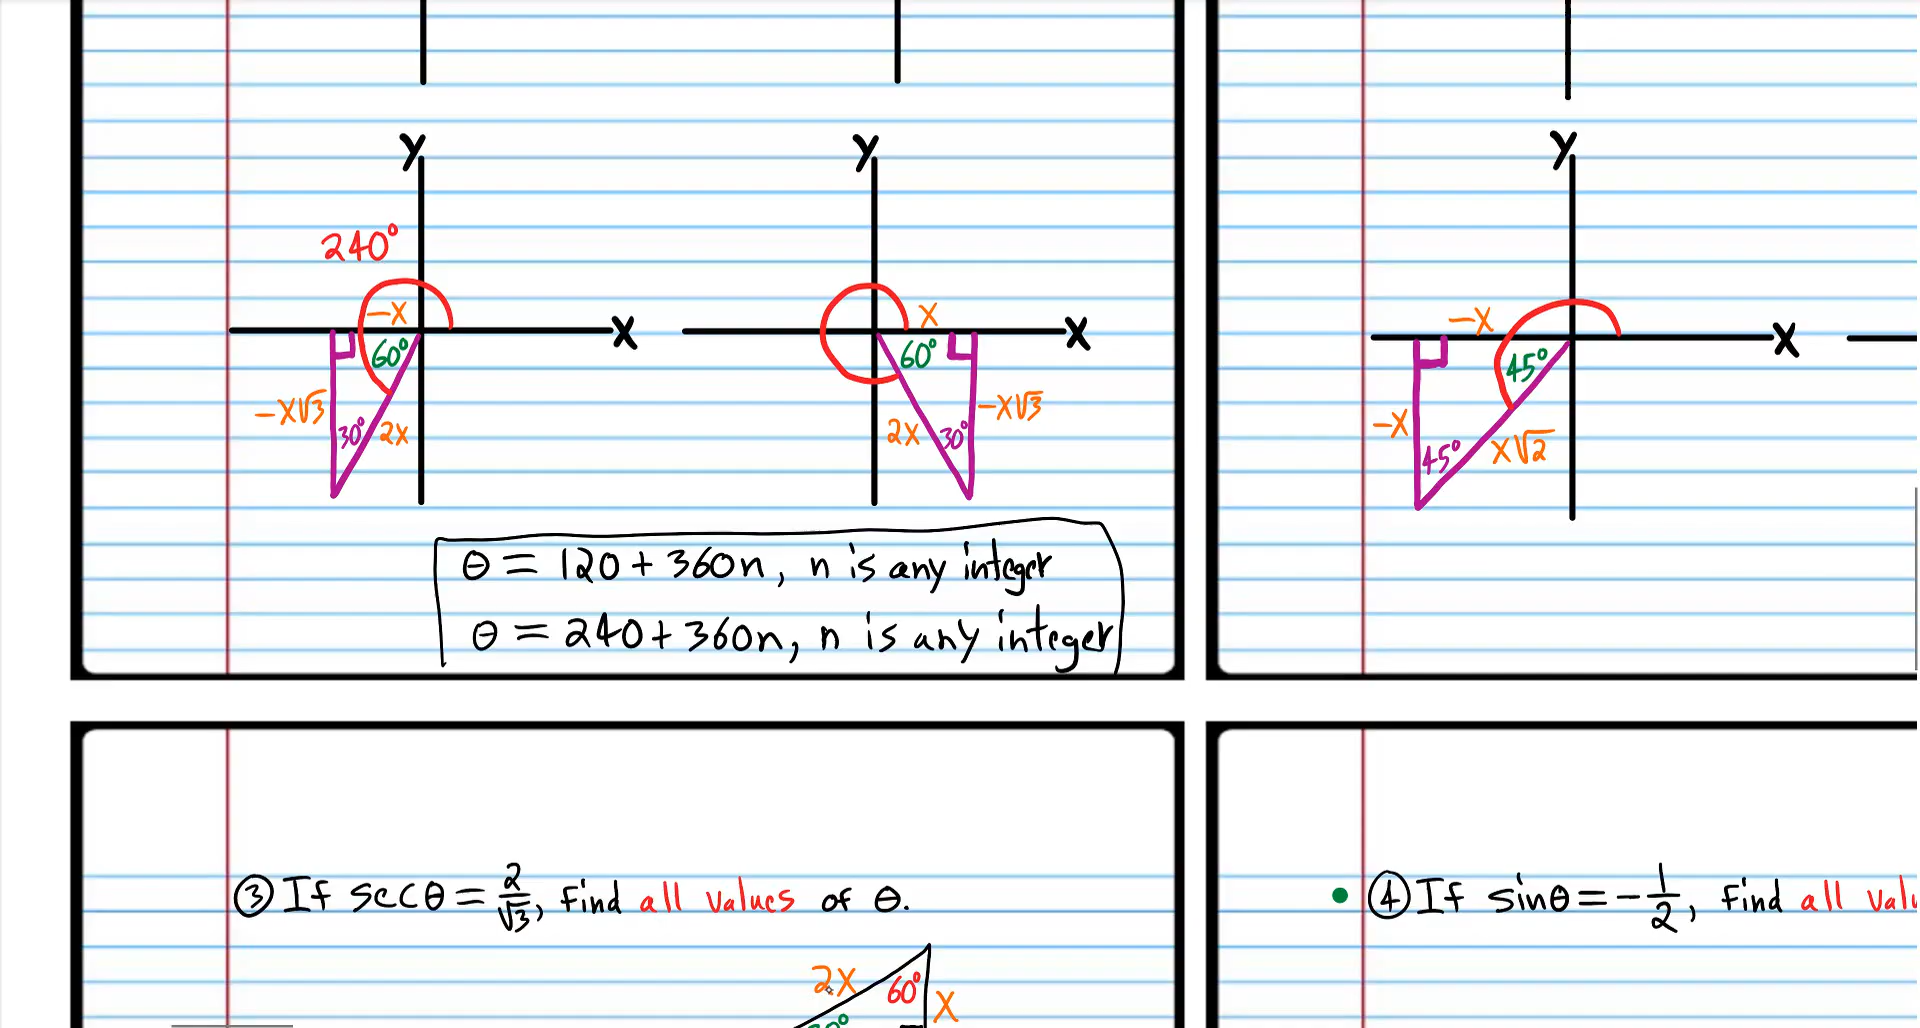 y
y
y
240°
-x
x
-x
x
x
x
60°
60°
45°
-x√3
30°
2x
2x
30°
-x√3
-x
45°
x√2
θ = 120 + 360n, n is any integer
θ = 240 + 360n, n is any integer
③ If secθ = 2/√3, find all values of θ.
④ If sinθ = -1/2, find all valu
2x
60°
x